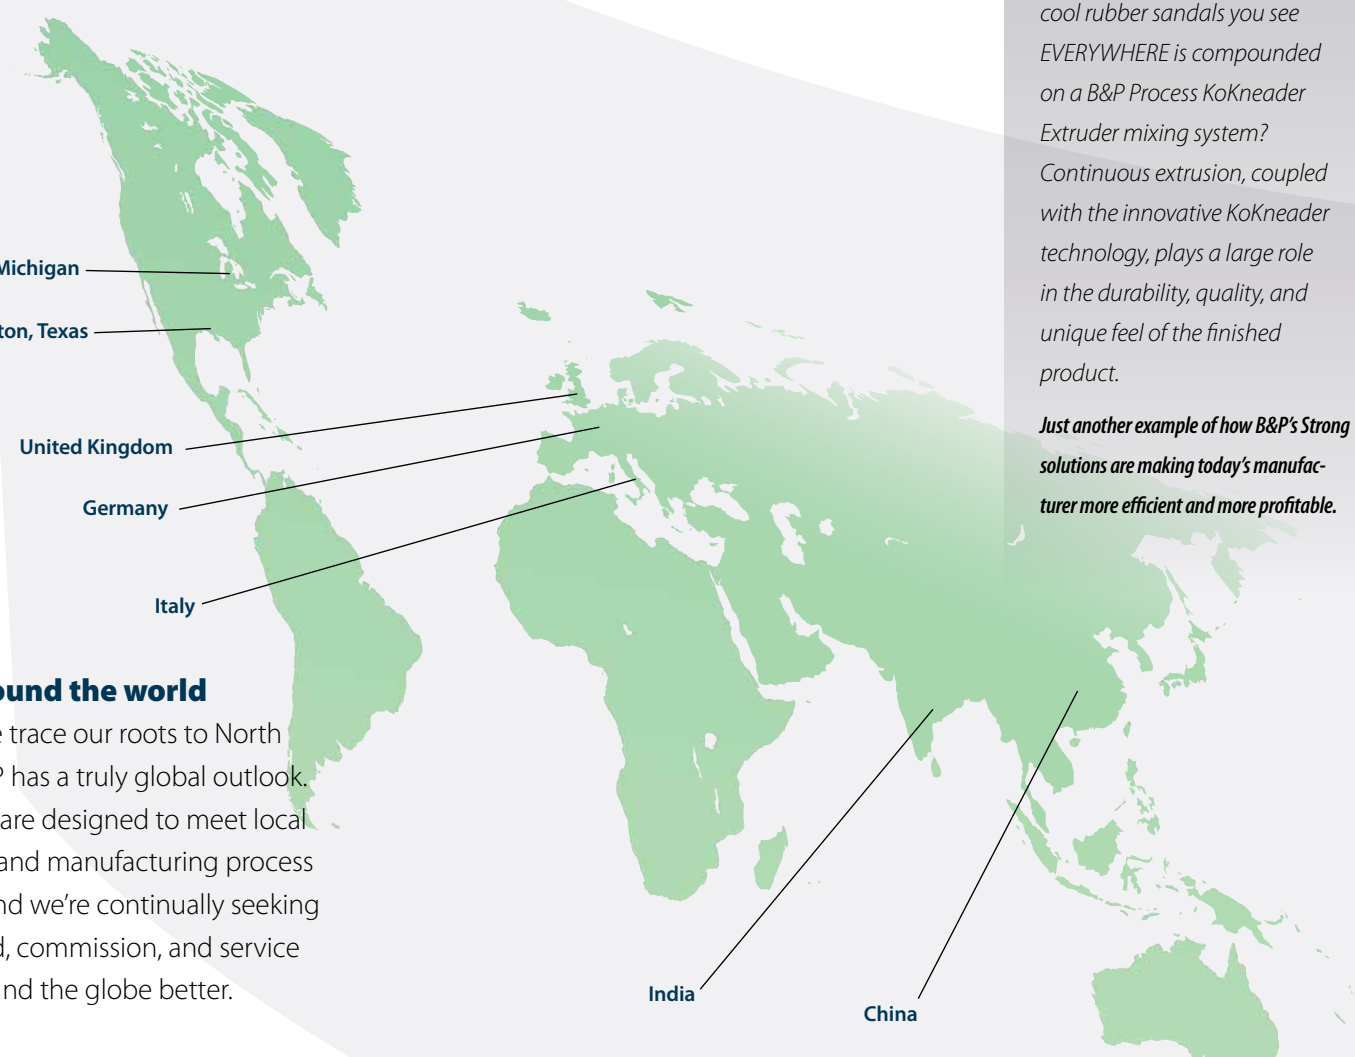 cool rubber sandals you see
EVERYWHERE is compounded
on a B&P Process KoKneader
Extruder mixing system?
Continuous extrusion, coupled
with the innovative KoKneader
technology, plays a large role
in the durability, quality, and
unique feel of the finished
product.
Just another example of how B&P's Strong
solutions are making today's manufac-
turer more efficient and more profitable.
Michigan
Texas
United Kingdom
Germany
Italy
the world
trace our roots to North
has a truly global outlook.
are designed to meet local
and manufacturing process
we're continually seeking
commission, and service
the globe better.
India
China